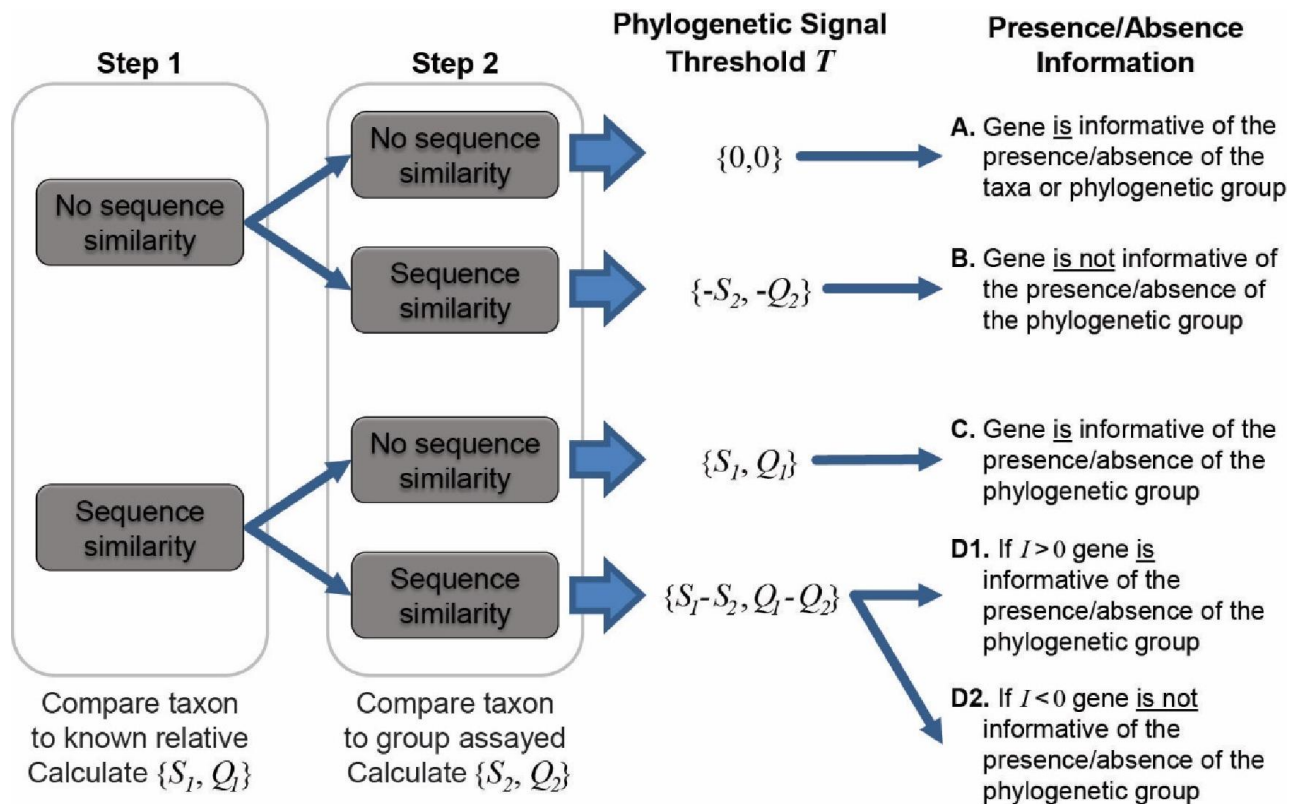 Step 1
No sequence
similarity
Sequence
similarity
Compare taxon
to known relative
Calculate {S₁, Q₁}
Step 2
No sequence
similarity
Sequence
similarity
No sequence
similarity
Sequence
similarity
Compare taxon
to group assayed
Calculate {S₂, Q₂}
Phylogenetic Signal
Threshold T
{0,0}
{-S₂, -Q₂}
{S₁, Q₁}
{S₁-S₂, Q₁-Q₂}
Presence/Absence
Information
A. Gene is informative of the
presence/absence of the
taxa or phylogenetic group
B. Gene is not informative of
the presence/absence of
the phylogenetic group
C. Gene is informative of the
presence/absence of the
phylogenetic group
D1. If I > 0 gene is
informative of the
presence/absence of the
phylogenetic group
D2. If I < 0 gene is not
informative of the
presence/absence of the
phylogenetic group